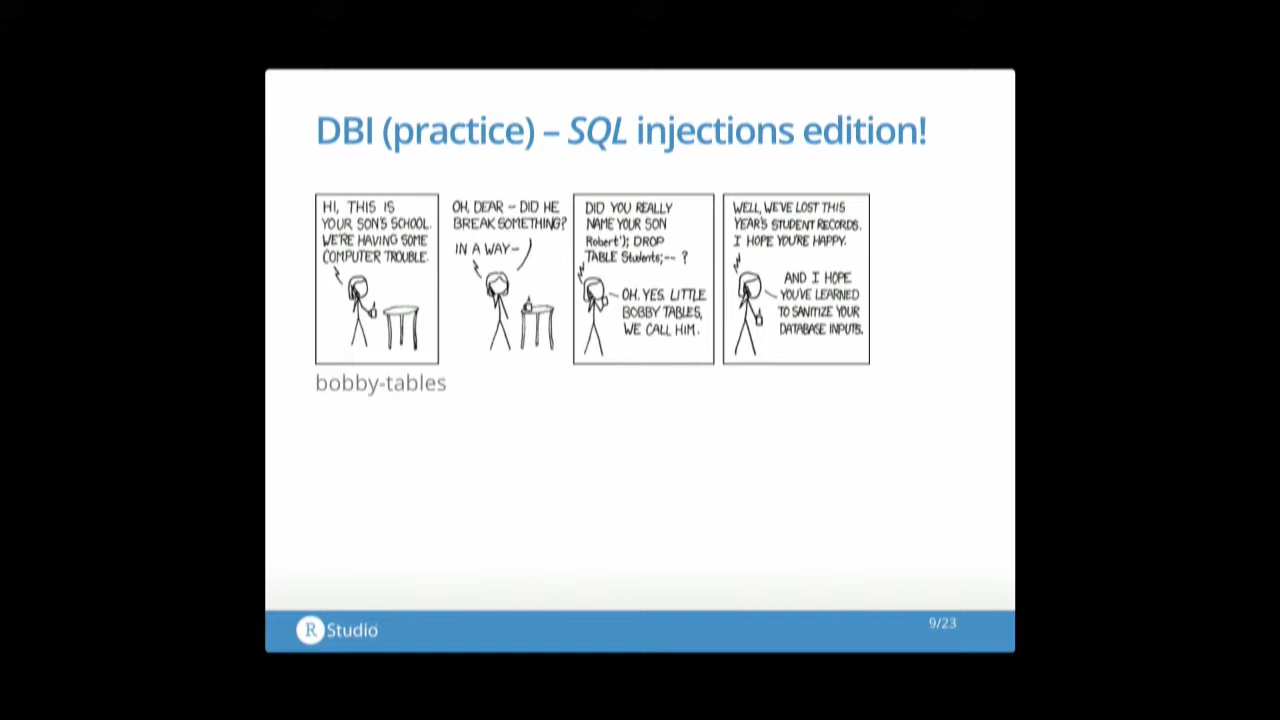 DBI (practice) – SQL injections edition!
HI, THIS IS
YOUR SON'S SCHOOL.
WE'RE HAVING SOME
COMPUTER TROUBLE.
OH, DEAR – DID HE
BREAK SOMETHING?
IN A WAY–
DID YOU REALLY
NAME YOUR SON
Robert'); DROP
TABLE Students;-- ?
OH. YES. LITTLE
BOBBY TABLES,
WE CALL HIM.
WELL, WE'VE LOST THIS
YEAR'S STUDENT RECORDS.
I HOPE YOU'RE HAPPY.
AND I HOPE
YOU'VE LEARNED
TO SANITIZE YOUR
DATABASE INPUTS.
bobby-tables
R Studio
9/23